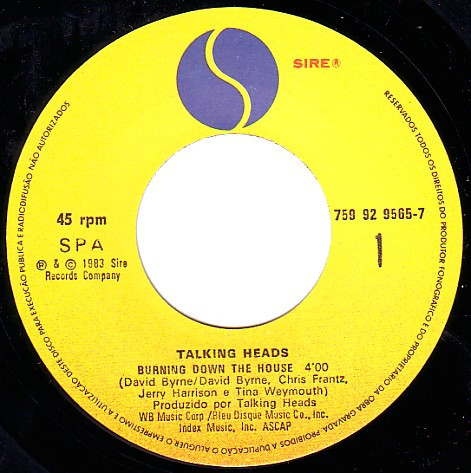 SIRE®
RESERVADOS TODOS OS DIREITOS DO PRODUTOR FONOGRÁFICO E DO PROPRIETÁRIO DA OBRA GRAVADA. PROIBIDOS A DUPLICAÇÃO O ALUGUER O EMPRÉSTIMO E A UTILIZAÇÃO DESTE DISCO PARA EXECUÇÃO PÚBLICA E RADIODIFUSÃO NÃO AUTORIZADOS
45 rpm
759 92 9565-7
SPA
1
℗ & © 1983 Sire
Records Company
TALKING HEADS
BURNING DOWN THE HOUSE 4'00
(David Byrne/David Byrne, Chris Frantz,
Jerry Harrison e Tina Weymouth)
Produzido por Talking Heads
WB Music Corp /Bleu Disque Music Co., Inc.
Index Music, Inc. ASCAP